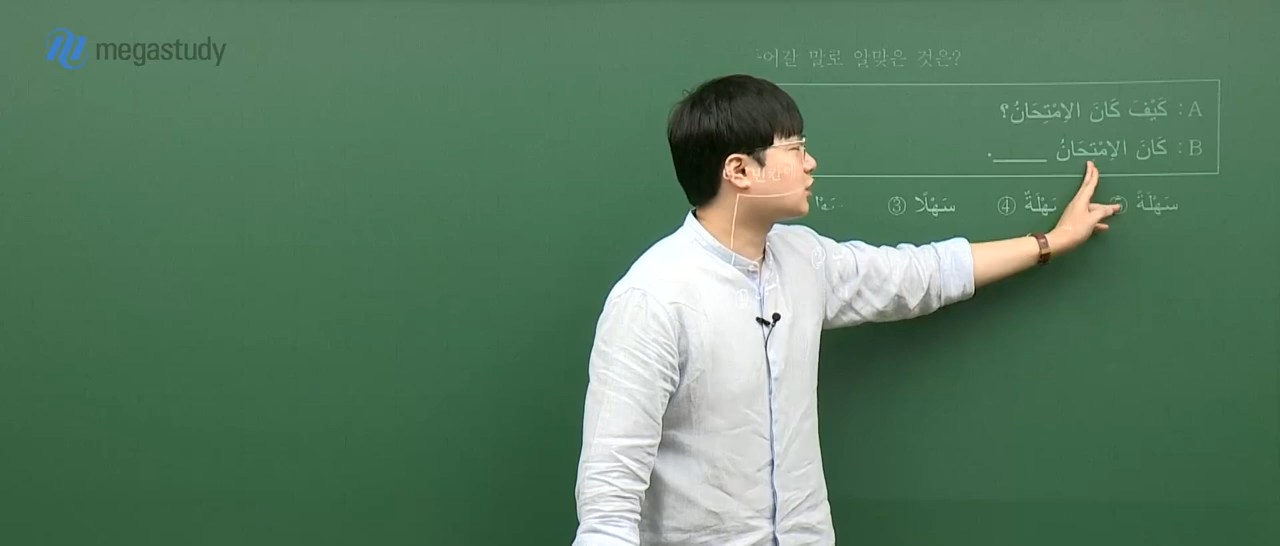 megastudy
어간 말로 알맞은 것은?
A : كَيْفَ كَانَ الاِمْتِحَانُ؟
B : كَانَ الاِمْتِحَانُ ____.
③ سَهْلًا ④ ⑤ سَهْلَةً